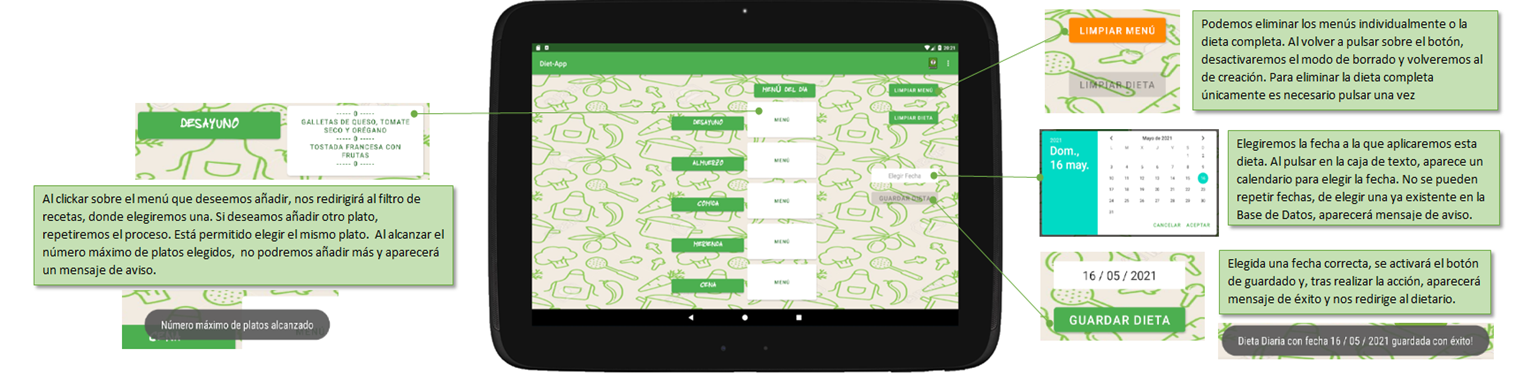 DESAYUNO
GALLETAS DE QUESO, TOMATE
SECO Y ORÉGANO
----- 0 -----
TOSTADA FRANCESA CON
FRUTAS
----- 0 -----
Al clickar sobre el menú que deseemos añadir, nos redirigirá al filtro de
recetas, donde elegiremos una. Si deseamos añadir otro plato,
repetiremos el proceso. Está permitido elegir el mismo plato. Al alcanzar el
número máximo de platos elegidos, no podremos añadir más y aparecerá
un mensaje de aviso.
Número máximo de platos alcanzado
Diet-App
MENÚ DEL DÍA
DESAYUNO
MENÚ
ALMUERZO
MENÚ
COMIDA
MENÚ
MERIENDA
MENÚ
CENA
MENÚ
LIMPIAR MENÚ
LIMPIAR DIETA
Elegir Fecha
GUARDAR DIETA
LIMPIAR MENÚ
LIMPIAR DIETA
Podemos eliminar los menús individualmente o la
dieta completa. Al volver a pulsar sobre el botón,
desactivaremos el modo de borrado y volveremos al
de creación. Para eliminar la dieta completa
únicamente es necesario pulsar una vez
2021
Dom.,
16 may.
Mayo de 2021
1 2
3 4 5 6 7 8 9
10 11 12 13 14 15 16
17 18 19 20 21 22 23
24 25 26 27 28 29 30
31
CANCELAR ACEPTAR
Elegiremos la fecha a la que aplicaremos esta
dieta. Al pulsar en la caja de texto, aparece un
calendario para elegir la fecha. No se pueden
repetir fechas, de elegir una ya existente en la
Base de Datos, aparecerá mensaje de aviso.
16 / 05 / 2021
GUARDAR DIETA
Elegida una fecha correcta, se activará el botón
de guardado y, tras realizar la acción, aparecerá
mensaje de éxito y nos redirige al dietario.
Dieta Diaria con fecha 16 / 05 / 2021 guardada con éxito!